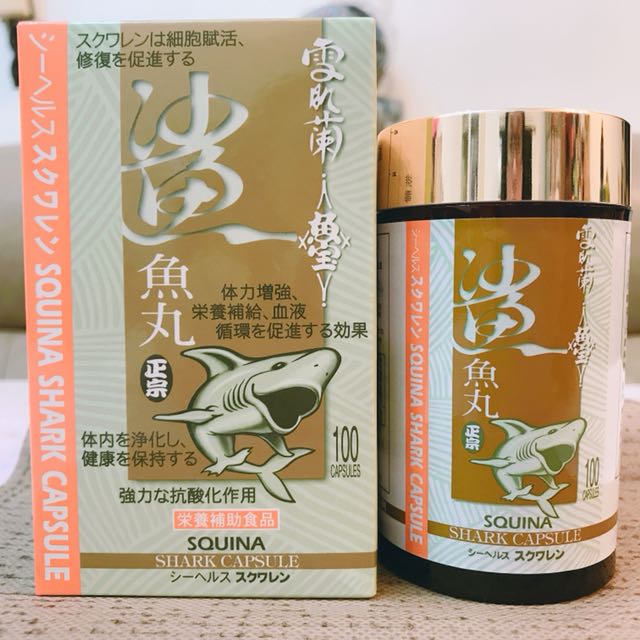 シーヘルス スクワレン SQUINA SHARK CAPSULE
スクワレンは細胞賦活、
修復を促進する
雪肌蘭
鯊
魚丸
正宗
体力増強、
栄養補給、血液
循環を促進する効果
体内を浄化し、
健康を保持する
100
CAPSULES
強力な抗酸化作用
栄養補助食品
SQUINA
SHARK CAPSULE
シーヘルス スクワレン
シーヘルス スクワレン SQUINA SHARK CAPSULE
雪肌蘭
鯊
魚丸
正宗
100
CAPSULES
SQUINA
SHARK CAPSULE
シーヘルス スクワレン